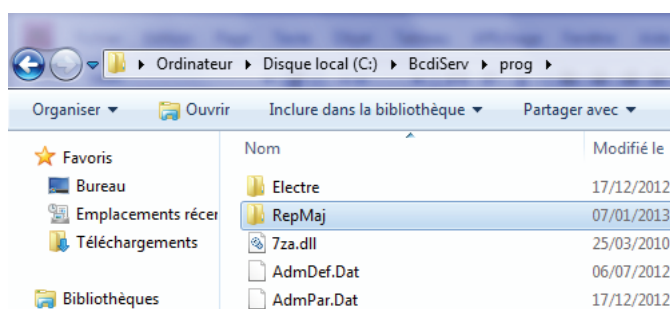 Ordinateur Disque local (C:) BcdiServ prog
Organiser Ouvrir Inclure dans la bibliothèque Partager avec
Favoris
Bureau
Emplacements récer
Téléchargements
Bibliothèques
Nom Modifié le
Electre 17/12/2012
RepMaj 07/01/2013
7za.dll 25/03/2010
AdmDef.Dat 06/07/2012
AdmPar.Dat 17/12/2012